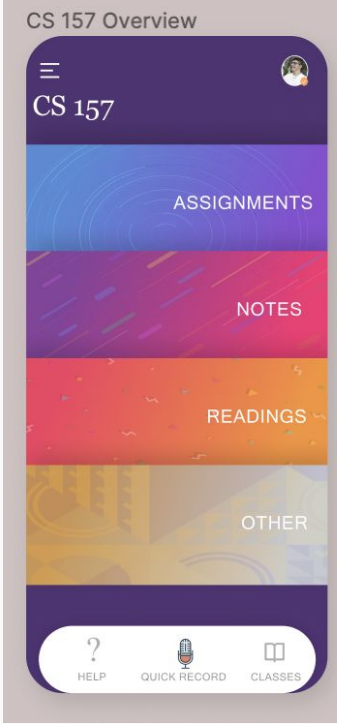 CS 157 Overview
CS 157
ASSIGNMENTS
NOTES
READINGS
OTHER
?
HELP
QUICK RECORD
CLASSES